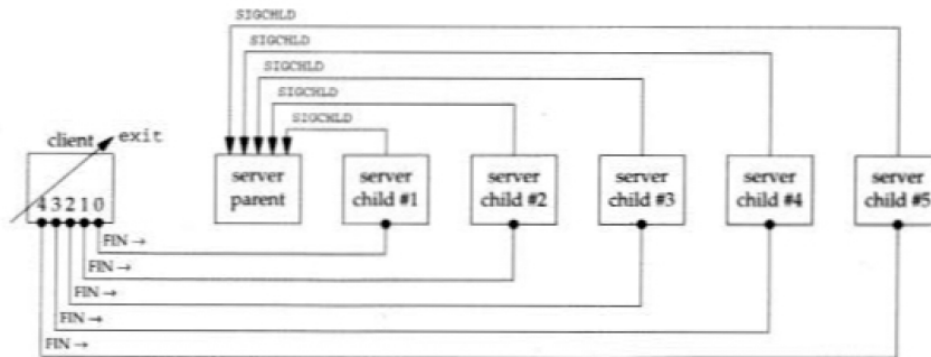 SIGCHLD
SIGCHLD
SIGCHLD
SIGCHLD
SIGCHLD
client
exit
4 3 2 1 0
server
parent
server
child #1
server
child #2
server
child #3
server
child #4
server
child #5
FIN →
FIN →
FIN →
FIN →
FIN →